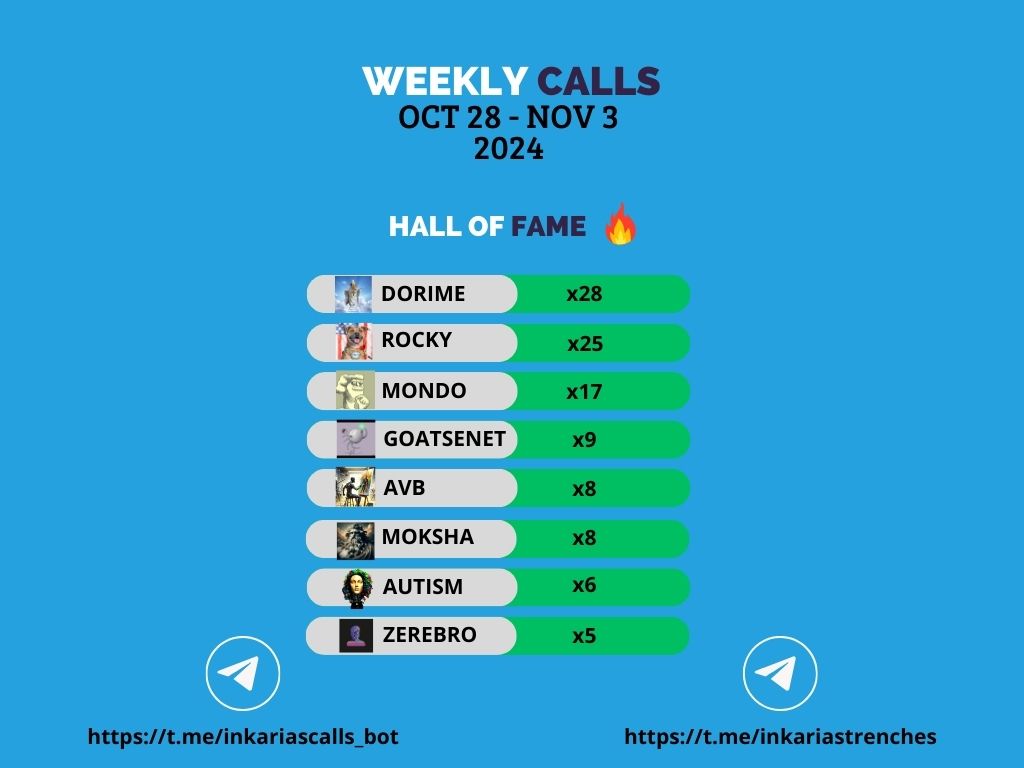 WEEKLY CALLS
OCT 28 - NOV 3
2024
HALL OF FAME
DORIME x28
ROCKY x25
MONDO x17
GOATSENET x9
AVB x8
MOKSHA x8
AUTISM x6
ZEREBRO x5
https://t.me/inkariascalls_bot
https://t.me/inkariastrenches